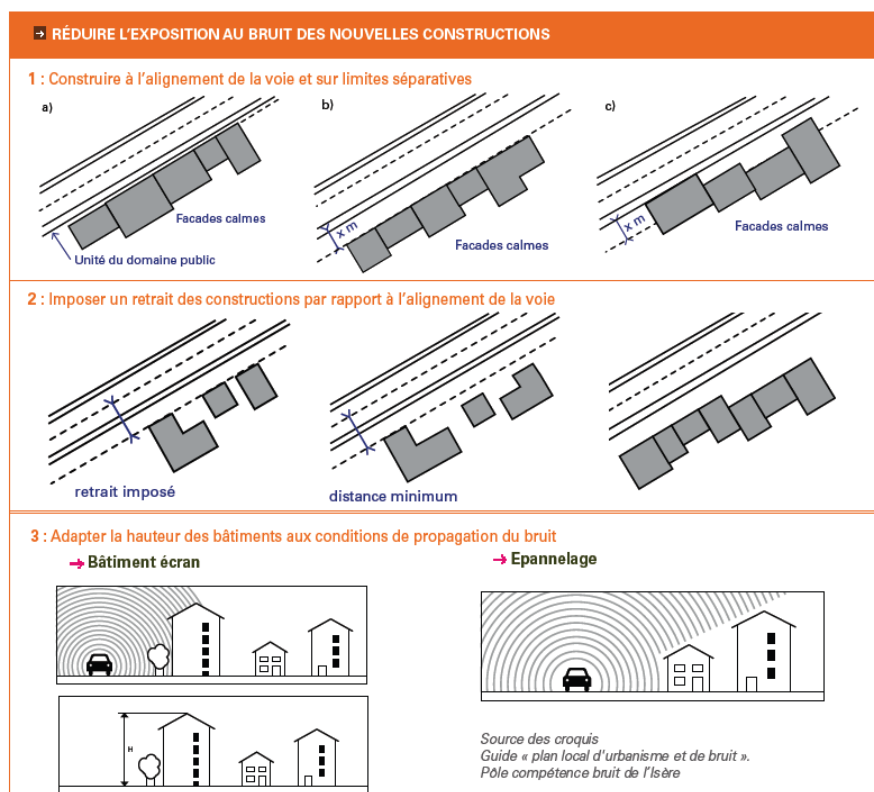 RÉDUIRE L'EXPOSITION AU BRUIT DES NOUVELLES CONSTRUCTIONS
1 : Construire à l'alignement de la voie et sur limites séparatives
a)
b)
c)
x m
x m
Facades calmes
Facades calmes
Facades calmes
Unité du domaine public
2 : Imposer un retrait des constructions par rapport à l'alignement de la voie
retrait imposé
distance minimum
3 : Adapter la hauteur des bâtiments aux conditions de propagation du bruit
Bâtiment écran
Epannelage
H
Source des croquis
Guide « plan local d'urbanisme et de bruit ».
Pôle compétence bruit de l'Isère